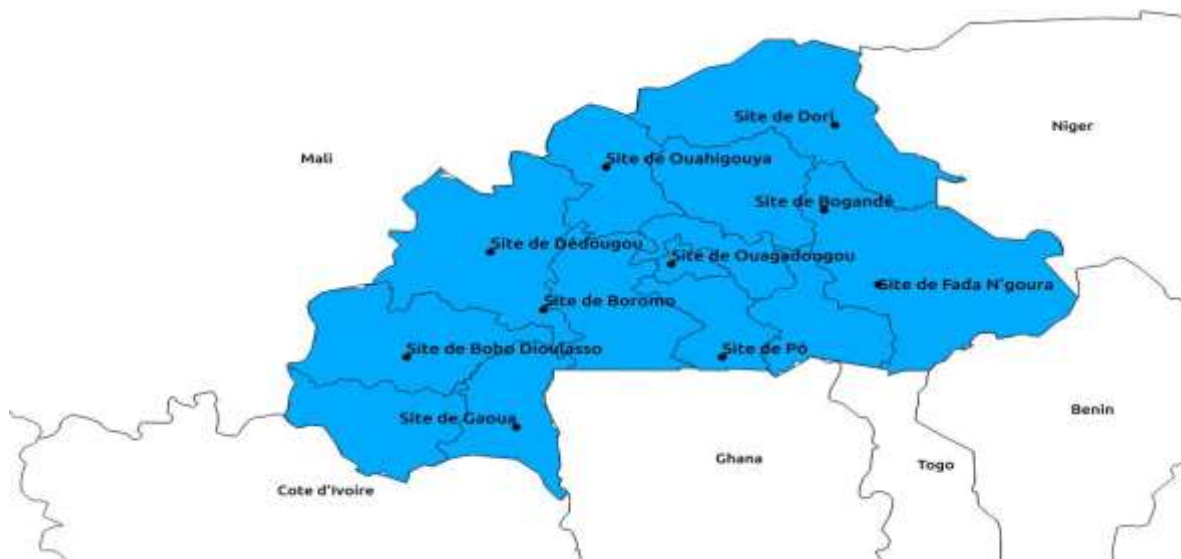 Site de Dori
Niger
Mali
Site de Ouahigouya
Site de Bogandé
Site de Dédougou
Site de Ouagadougou
Site de Fada N'goura
Site de Boromo
Site de Bobo Dioulasso
Site de Pô
Site de Gaoua
Benin
Ghana
Togo
Cote d'Ivoire